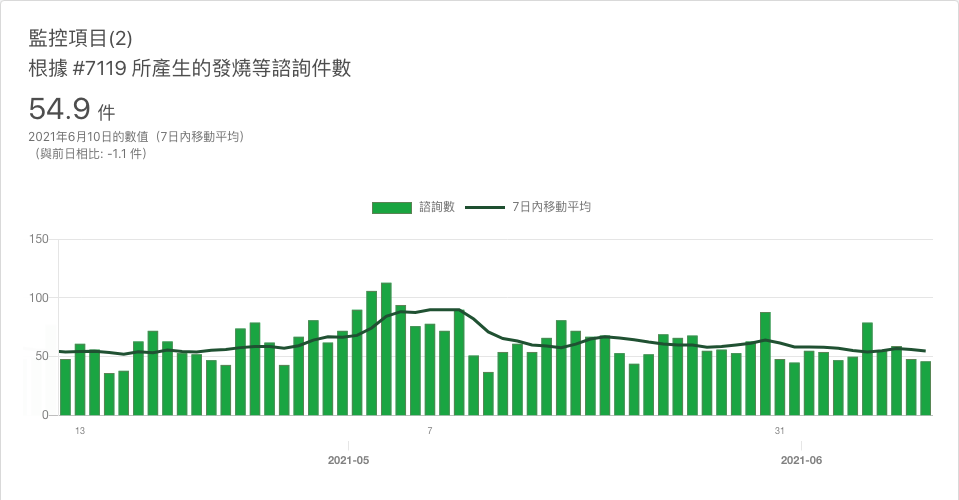 監控項目(2)
根據 #7119 所產生的發燒等諮詢件數
54.9 件
2021年6月10日的數值（7日內移動平均）
（與前日相比: -1.1 件）
諮詢數 7日內移動平均
150
100
50
0
13 7 31
2021-05 2021-06